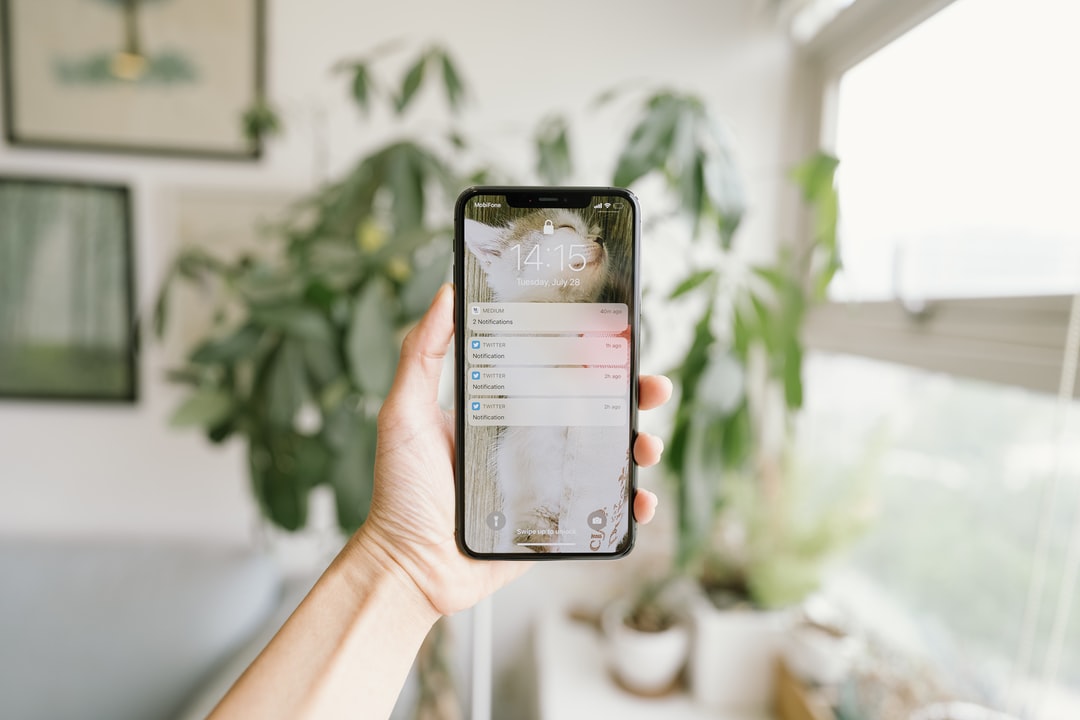 MobiFone
14:15
Tuesday, July 28
MEDIUM 40m ago
2 Notifications
TWITTER 1h ago
Notification
TWITTER 2h ago
Notification
TWITTER 2h ago
Notification
Swipe up to unlock